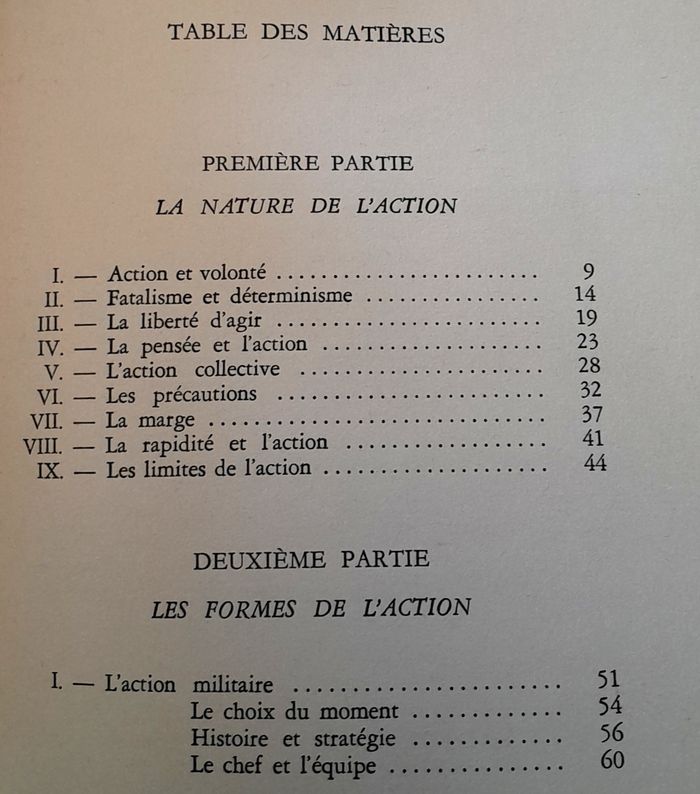 TABLE DES MATIÈRES
PREMIÈRE PARTIE
LA NATURE DE L'ACTION
I. — Action et volonté ........................ 9
II. — Fatalisme et déterminisme ................ 14
III. — La liberté d'agir ........................ 19
IV. — La pensée et l'action .................... 23
V. — L'action collective ...................... 28
VI. — Les précautions ........................ 32
VII. — La marge .............................. 37
VIII. — La rapidité et l'action .................. 41
IX. — Les limites de l'action .................... 44
DEUXIÈME PARTIE
LES FORMES DE L'ACTION
I. — L'action militaire ........................ 51
Le choix du moment .............. 54
Histoire et stratégie .............. 56
Le chef et l'équipe ................ 60